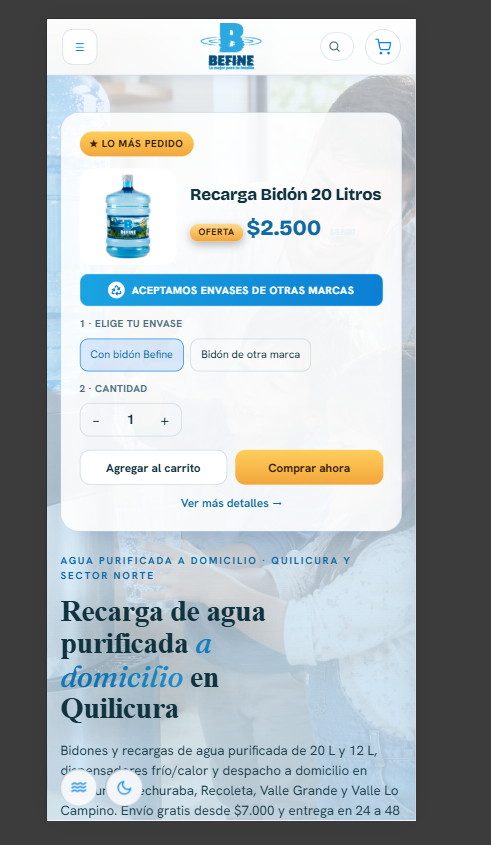 BEFINE
★ LO MÁS PEDIDO
Recarga Bidón 20 Litros
OFERTA $2.500
ACEPTAMOS ENVASES DE OTRAS MARCAS
1 · ELIGE TU ENVASE
Con bidón Befine
Bidón de otra marca
2 · CANTIDAD
− 1 +
Agregar al carrito
Comprar ahora
Ver más detalles →
AGUA PURIFICADA A DOMICILIO · QUILICURA Y
SECTOR NORTE
Recarga de agua
purificada a
domicilio en
Quilicura
Bidones y recargas de agua purificada de 20 L y 12 L,
dispensadores frío/calor y despacho a domicilio en
Recoleta, Valle Grande y Valle Lo
Campino. Envío gratis desde $7.000 y entrega en 24 a 48